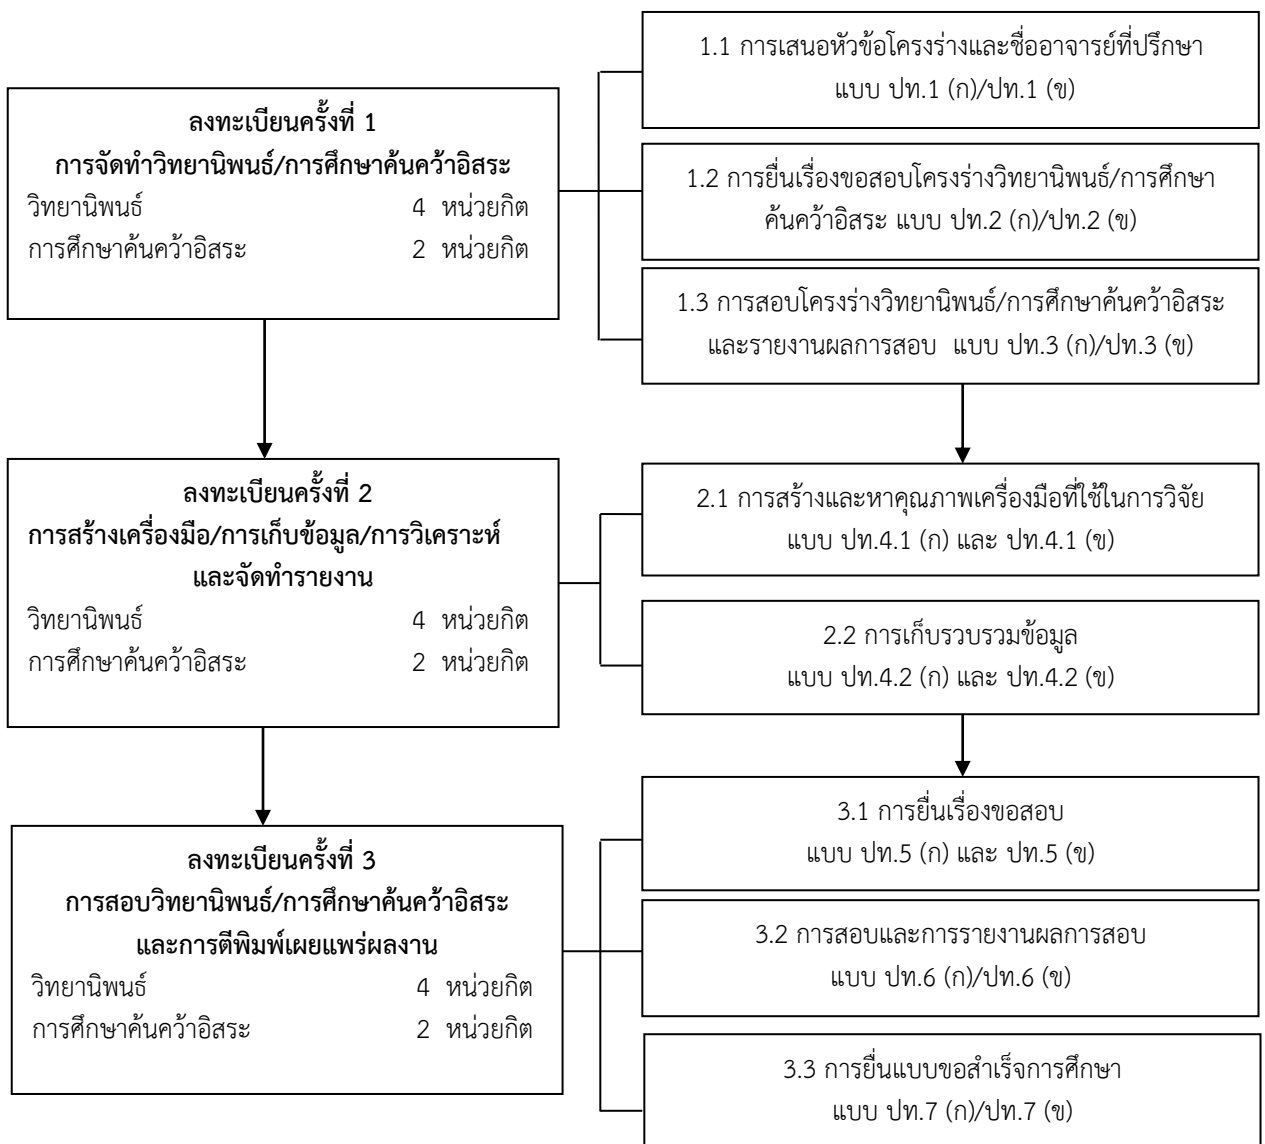 ลงทะเบียนครั้งที่ 1
การจัดทำวิทยานิพนธ์/การศึกษาค้นคว้าอิสระ
วิทยานิพนธ์ 4 หน่วยกิต
การศึกษาค้นคว้าอิสระ 2 หน่วยกิต
1.1 การเสนอหัวข้อโครงร่างและชื่ออาจารย์ที่ปรึกษา
แบบ ปท.1 (ก)/ปท.1 (ข)
1.2 การยื่นเรื่องขอสอบโครงร่างวิทยานิพนธ์/การศึกษา
ค้นคว้าอิสระ แบบ ปท.2 (ก)/ปท.2 (ข)
1.3 การสอบโครงร่างวิทยานิพนธ์/การศึกษาค้นคว้าอิสระ
และรายงานผลการสอบ แบบ ปท.3 (ก)/ปท.3 (ข)
ลงทะเบียนครั้งที่ 2
การสร้างเครื่องมือ/การเก็บข้อมูล/การวิเคราะห์
และจัดทำรายงาน
วิทยานิพนธ์ 4 หน่วยกิต
การศึกษาค้นคว้าอิสระ 2 หน่วยกิต
2.1 การสร้างและหาคุณภาพเครื่องมือที่ใช้ในการวิจัย
แบบ ปท.4.1 (ก) และ ปท.4.1 (ข)
2.2 การเก็บรวบรวมข้อมูล
แบบ ปท.4.2 (ก) และ ปท.4.2 (ข)
ลงทะเบียนครั้งที่ 3
การสอบวิทยานิพนธ์/การศึกษาค้นคว้าอิสระ
และการตีพิมพ์เผยแพร่ผลงาน
วิทยานิพนธ์ 4 หน่วยกิต
การศึกษาค้นคว้าอิสระ 2 หน่วยกิต
3.1 การยื่นเรื่องขอสอบ
แบบ ปท.5 (ก) และ ปท.5 (ข)
3.2 การสอบและการรายงานผลการสอบ
แบบ ปท.6 (ก)/ปท.6 (ข)
3.3 การยื่นแบบขอสำเร็จการศึกษา
แบบ ปท.7 (ก)/ปท.7 (ข)